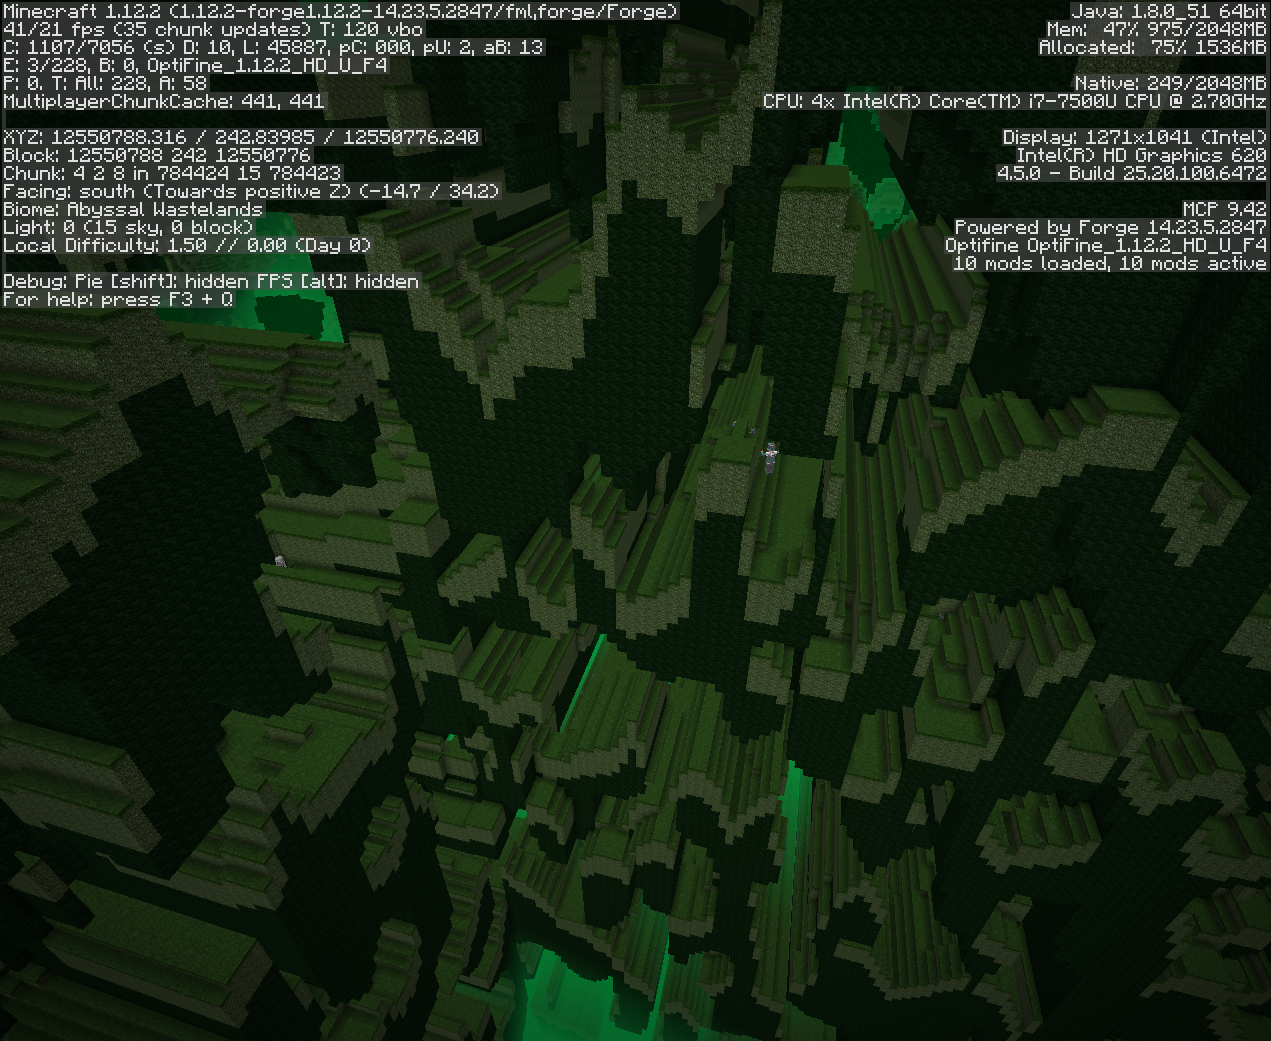 Minecraft 1.12.2 (1.12.2-forge1.12.2-14.23.5.2847/fml,forge/Forge)
41/21 fps (35 chunk updates) T: 120 vbo
C: 1107/7056 (s) D: 10, L: 45887, pC: 000, pU: 2, aB: 13
E: 3/228, B: 0, OptiFine_1.12.2_HD_U_F4
P: 0. T: All: 228, A: 58
MultiplayerChunkCache: 441, 441
XYZ: 12550788.316 / 242.83985 / 12550776.240
Block: 12550788 242 12550776
Chunk: 4 2 8 in 784424 15 784423
Facing: south (Towards positive Z) (-14.7 / 34.2)
Biome: Abyssal Wastelands
Light: 0 (15 sky, 0 block)
Local Difficulty: 1.50 // 0.00 (Day 0)
Debug: Pie [shift]: hidden FPS [alt]: hidden
For help: press F3 + Q
Java: 1.8.0_51 64bit
Mem: 47% 975/2048MB
Allocated: 75% 1536MB
Native: 249/2048MB
CPU: 4x Intel(R) Core(TM) i7-7500U CPU @ 2.70GHz
Display: 1271x1041 (Intel)
Intel(R) HD Graphics 620
4.5.0 - Build 25.20.100.6472
MCP 9.42
Powered by Forge 14.23.5.2847
Optifine OptiFine_1.12.2_HD_U_F4
10 mods loaded, 10 mods active